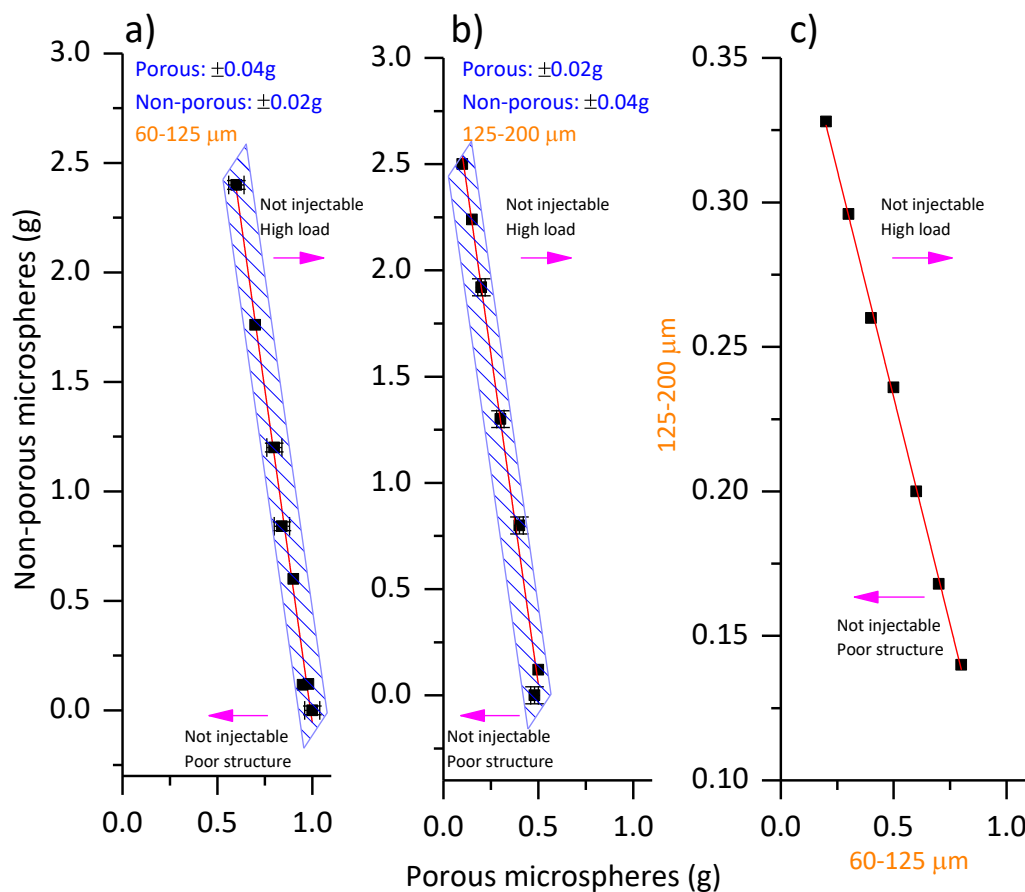 a)
Porous: ±0.04g
Non-porous: ±0.02g
60-125 μm
Not injectable
High load
Not injectable
Poor structure
3.0
2.5
2.0
1.5
1.0
0.5
0.0
0.0
0.5
1.0
Non-porous microspheres (g)
b)
Porous: ±0.02g
Non-porous: ±0.04g
125-200 μm
Not injectable
High load
Not injectable
Poor structure
3.0
2.5
2.0
1.5
1.0
0.5
0.0
0.0
0.5
1.0
Porous microspheres (g)
c)
Not injectable
High load
Not injectable
Poor structure
0.35
0.30
0.25
0.20
0.15
0.10
0.0
0.5
1.0
125-200 μm
60-125 μm